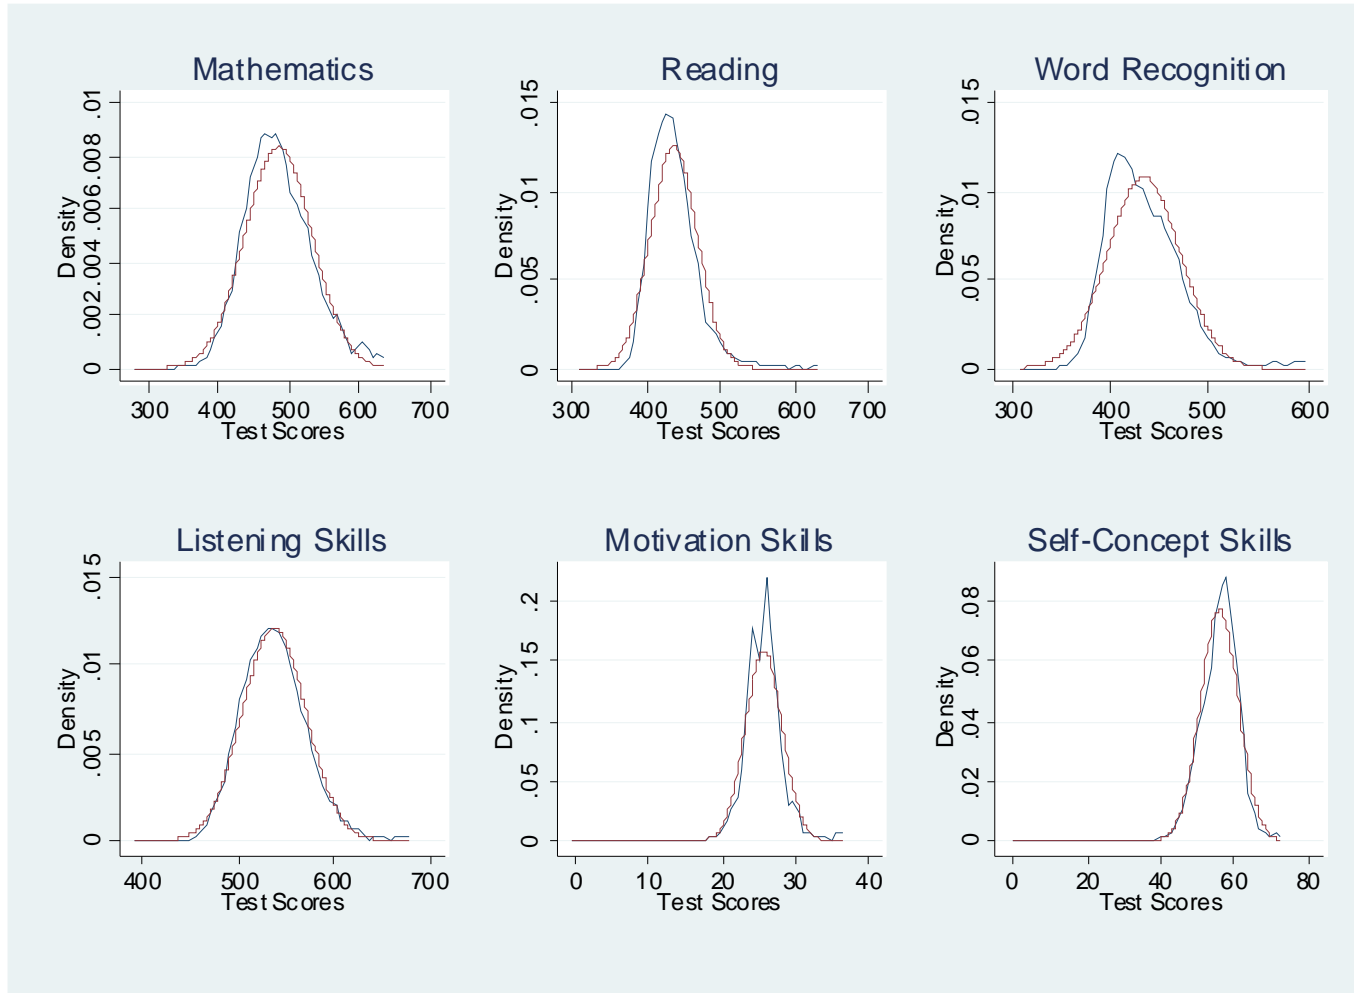 Mathematics
Density
0 .002 .004 .006 .008 .01
300 400 500 600 700
Test Scores
Reading
Density
0 .005 .01 .015
300 400 500 600 700
Test Scores
Word Recognition
Density
0 .005 .01 .015
300 400 500 600
Test Scores
Listening Skills
Density
0 .005 .01 .015
400 500 600 700
Test Scores
Motivation Skills
Density
0 .05 .1 .15 .2
0 10 20 30 40
Test Scores
Self-Concept Skills
Density
0 .02 .04 .06 .08
0 20 40 60 80
Test Scores